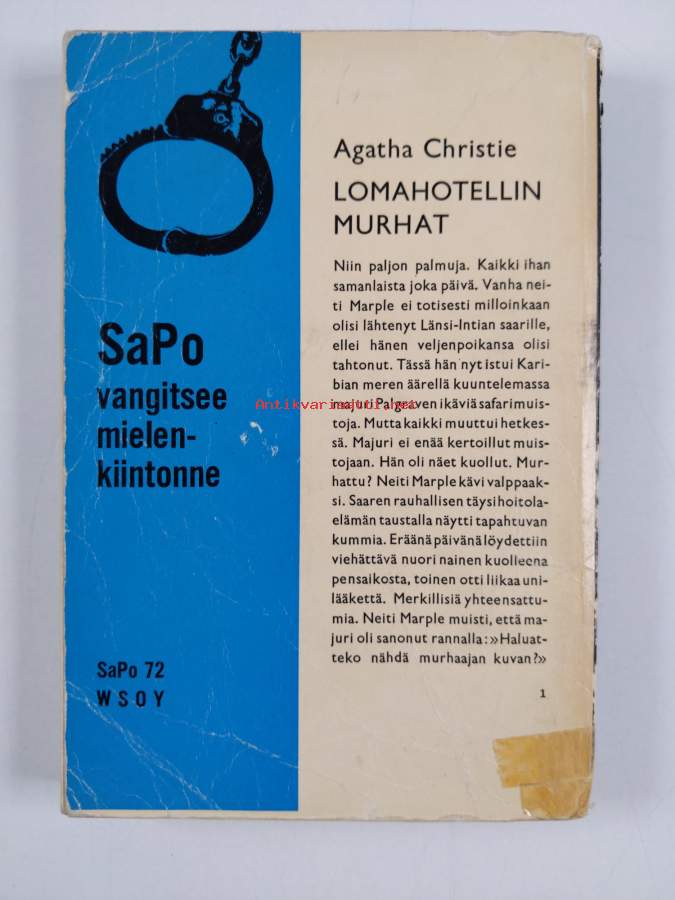 SaPo
vangitsee
mielen-
kiintonne
SaPo 72
WSOY
Agatha Christie
LOMAHOTELLIN
MURHAT
Niin paljon palmuja. Kaikki ihan
samanlaista joka päivä. Vanha nei-
ti Marple ei totisesti milloinkaan
olisi lähtenyt Länsi-Intian saarille,
ellei hänen veljenpoikansa olisi
tahtonut. Tässä hän nyt istui Kari-
bian meren äärellä kuuntelemassa
majuri Palgraven ikäviä safarimuis-
toja. Mutta kaikki muuttui hetkes-
sä. Majuri ei enää kertoillut muis-
tojaan. Hän oli näet kuollut. Mur-
hattu? Neiti Marple kävi valppaak-
si. Saaren rauhallisen täysihoitola-
elämän taustalla näytti tapahtuvan
kummia. Eräänä päivänä löydettiin
viehättävä nuori nainen kuolleena
pensaikosta, toinen otti liikaa uni-
lääkettä. Merkillisiä yhteensattu-
mia. Neiti Marple muisti, että ma-
juri oli sanonut rannalla: »Haluat-
teko nähdä murhaajan kuvan?»
1
Antikvariaatti.net